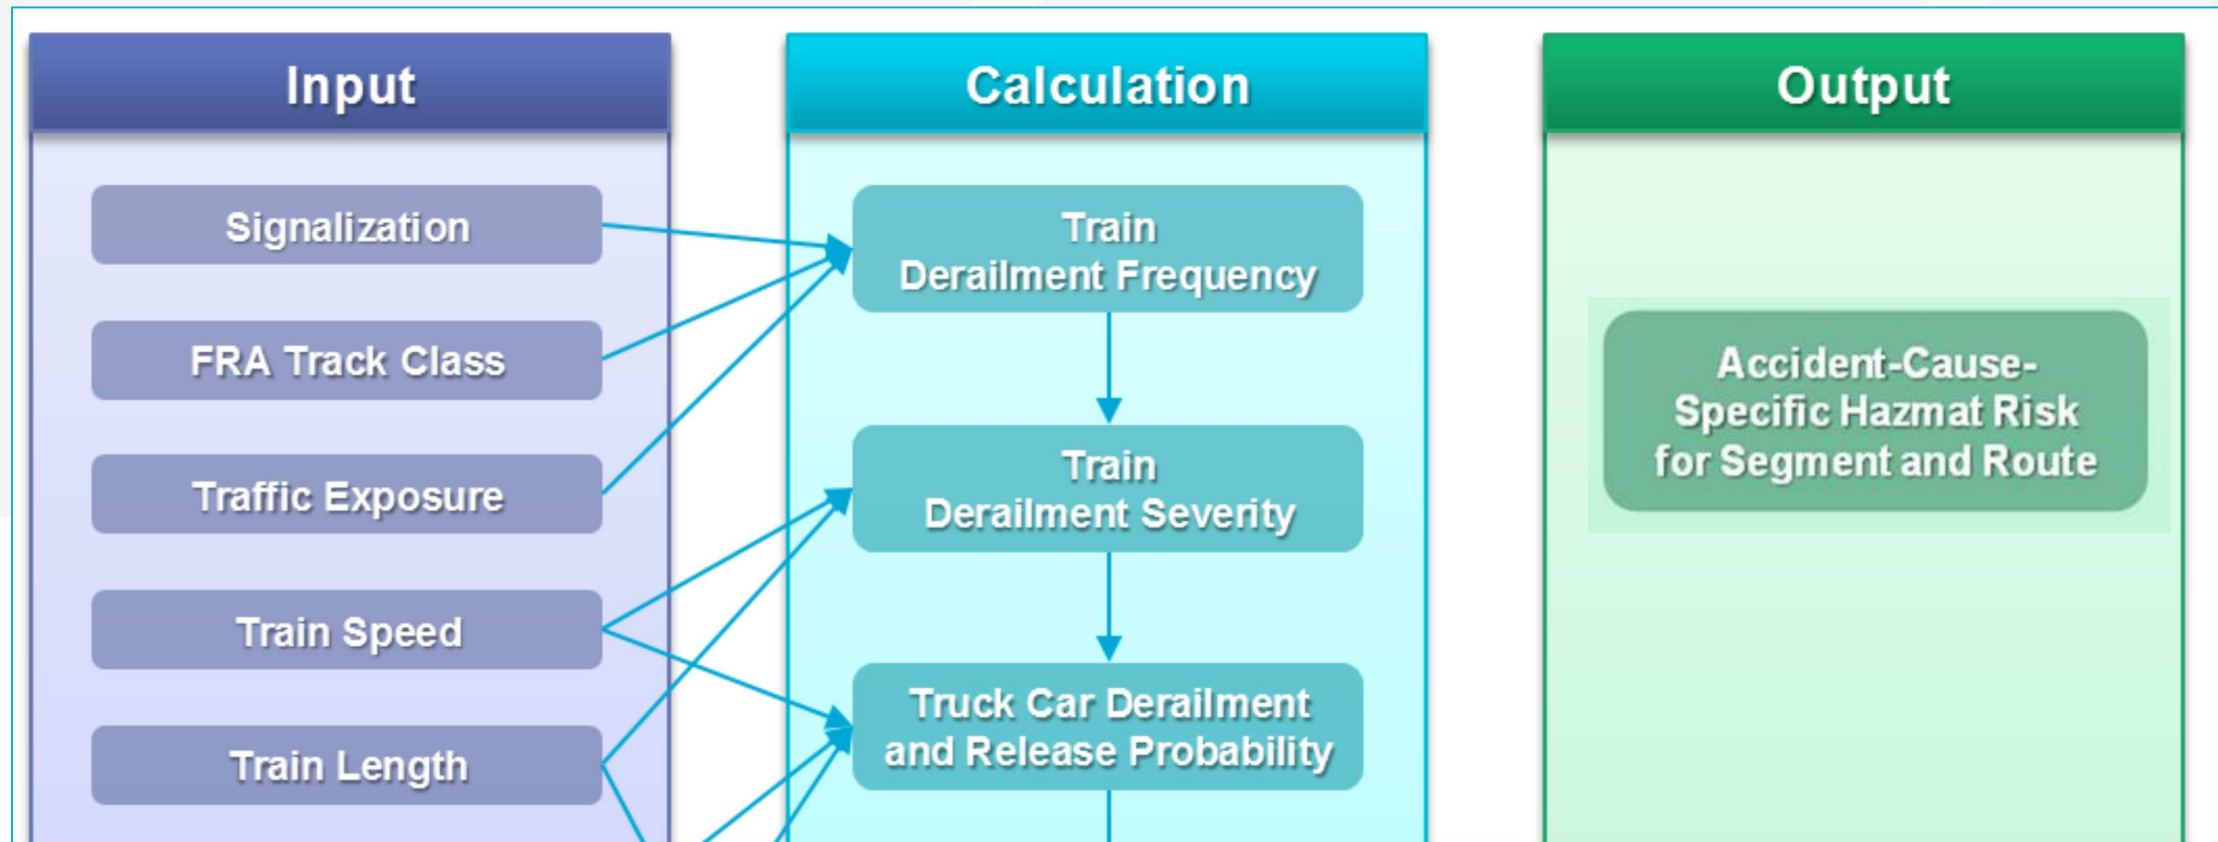 Input
Signalization
FRA Track Class
Traffic Exposure
Train Speed
Train Length
Calculation
Train
Derailment Frequency
Train
Derailment Severity
Truck Car Derailment
and Release Probability
Output
Accident-Cause-
Specific Hazmat Risk
for Segment and Route